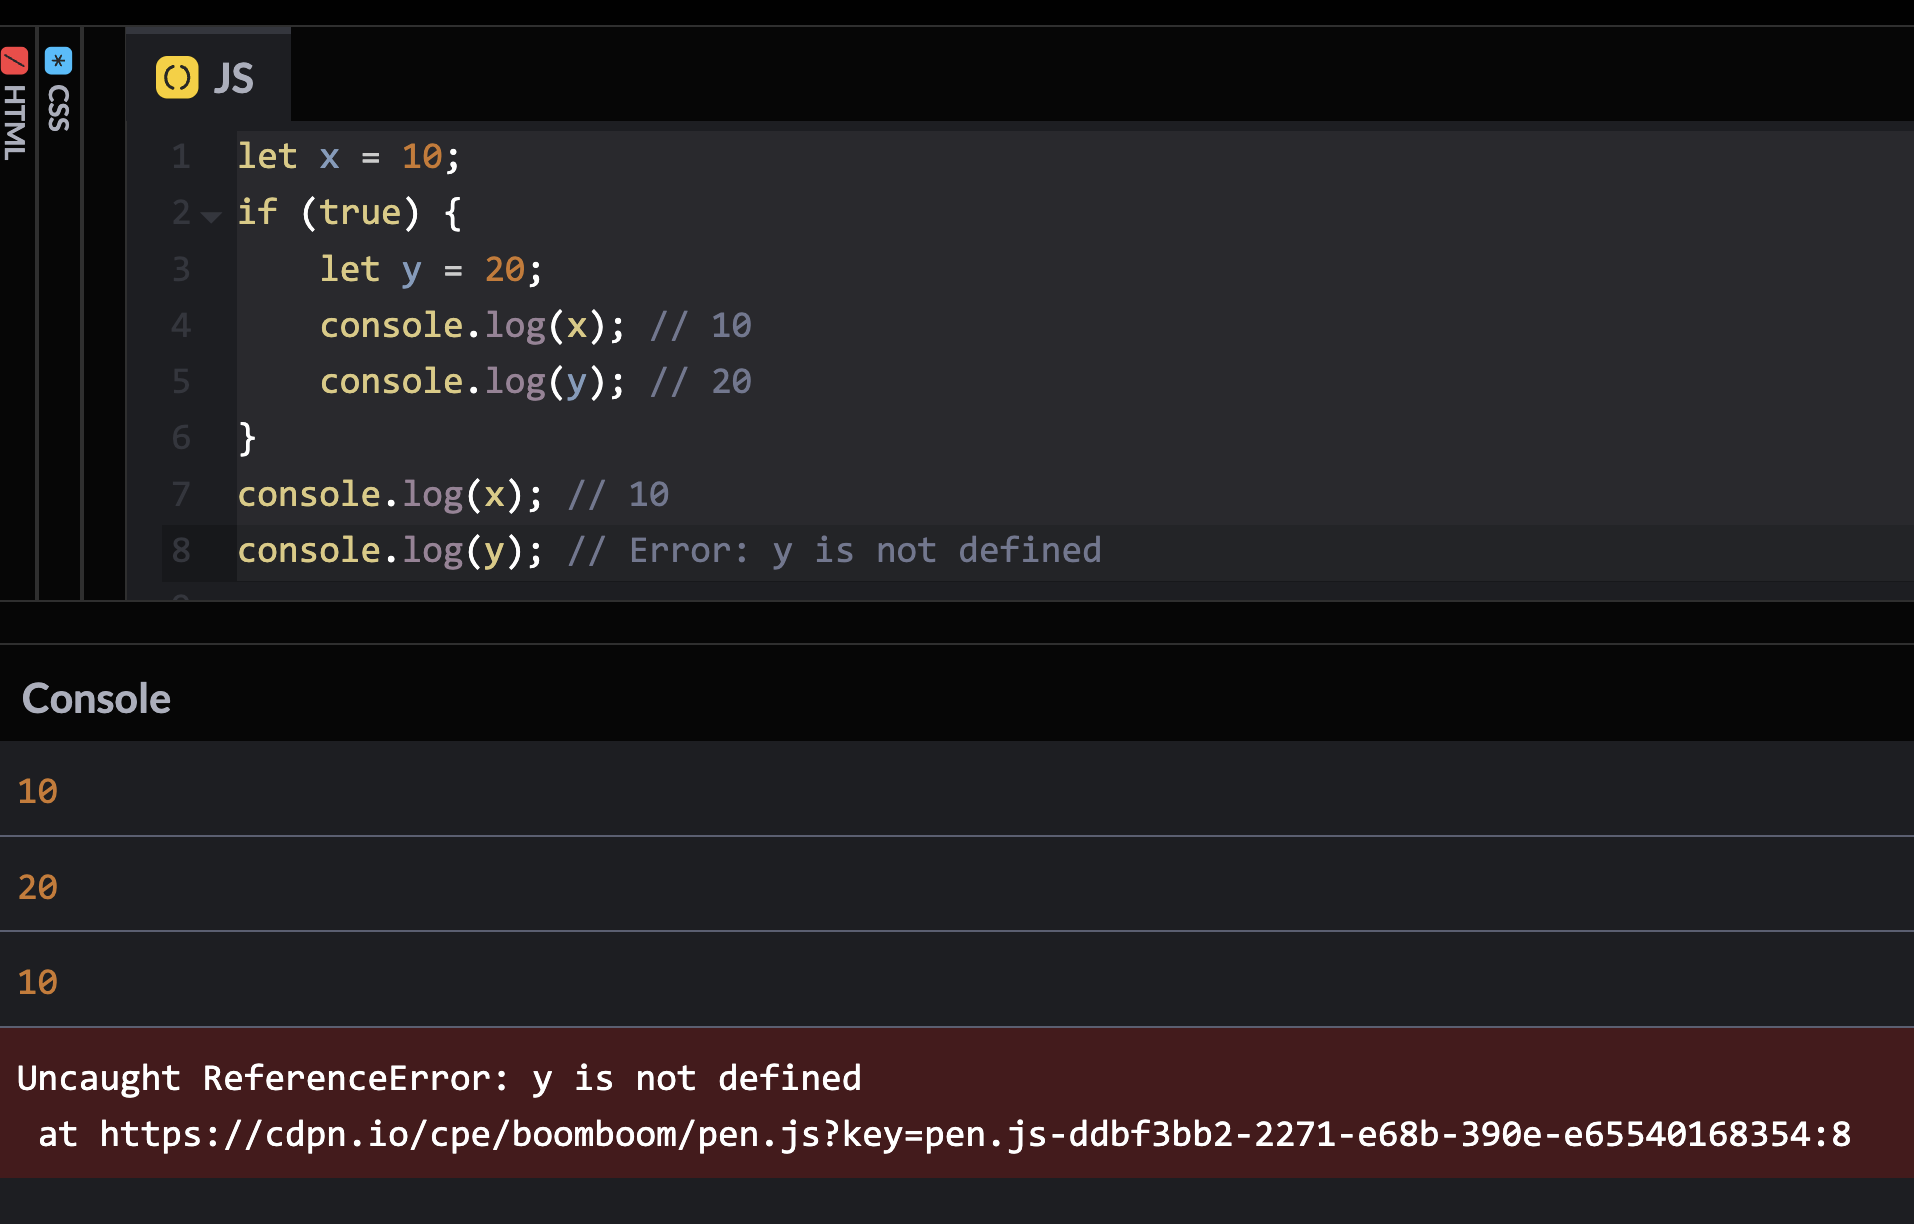 HTML
CSS
JS
1 let x = 10;
2 if (true) {
3     let y = 20;
4     console.log(x); // 10
5     console.log(y); // 20
6 }
7 console.log(x); // 10
8 console.log(y); // Error: y is not defined
Console
10
20
10
Uncaught ReferenceError: y is not defined
 at https://cdpn.io/cpe/boomboom/pen.js?key=pen.js-ddbf3bb2-2271-e68b-390e-e65540168354:8